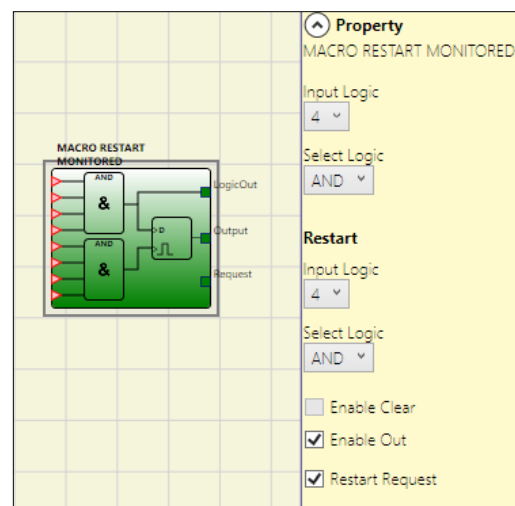 MACRO RESTART
MONITORED
AND
&
D
AND
&
LogicOut
Output
Request
Property
MACRO RESTART MONITORED
Input Logic
4
Select Logic
AND
Restart
Input Logic
4
Select Logic
AND
Enable Clear
Enable Out
Restart Request